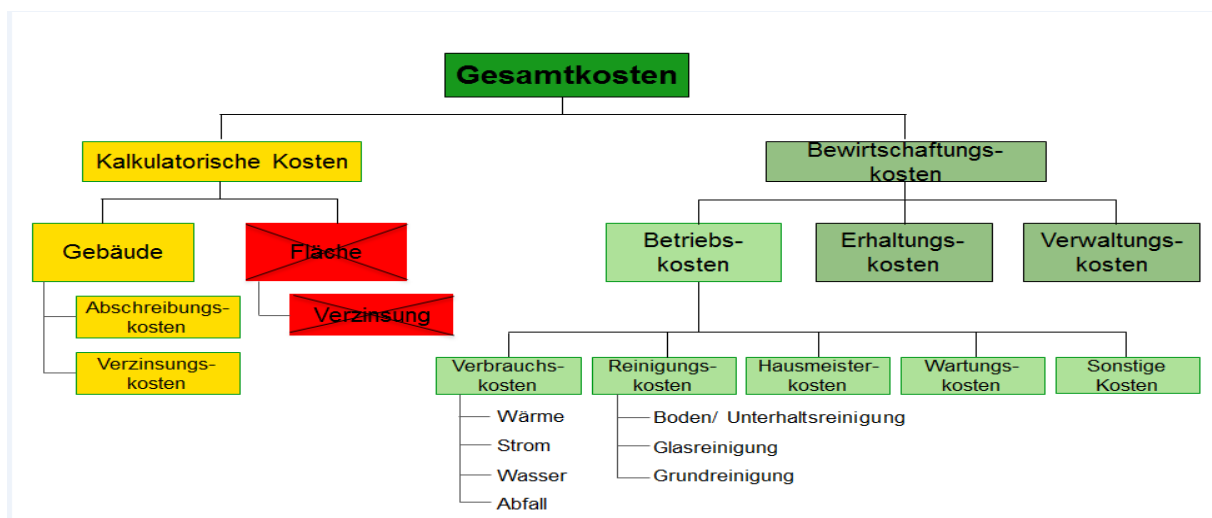 Gesamtkosten
Kalkulatorische Kosten
Bewirtschaftungs-
kosten
Gebäude
Fläche
Betriebs-
kosten
Erhaltungs-
kosten
Verwaltungs-
kosten
Abschreibungs-
kosten
Verzinsung
Verzinsungs-
kosten
Verbrauchs-
kosten
Reinigungs-
kosten
Hausmeister-
kosten
Wartungs-
kosten
Sonstige
Kosten
Wärme
Strom
Wasser
Abfall
Boden/ Unterhaltsreinigung
Glasreinigung
Grundreinigung